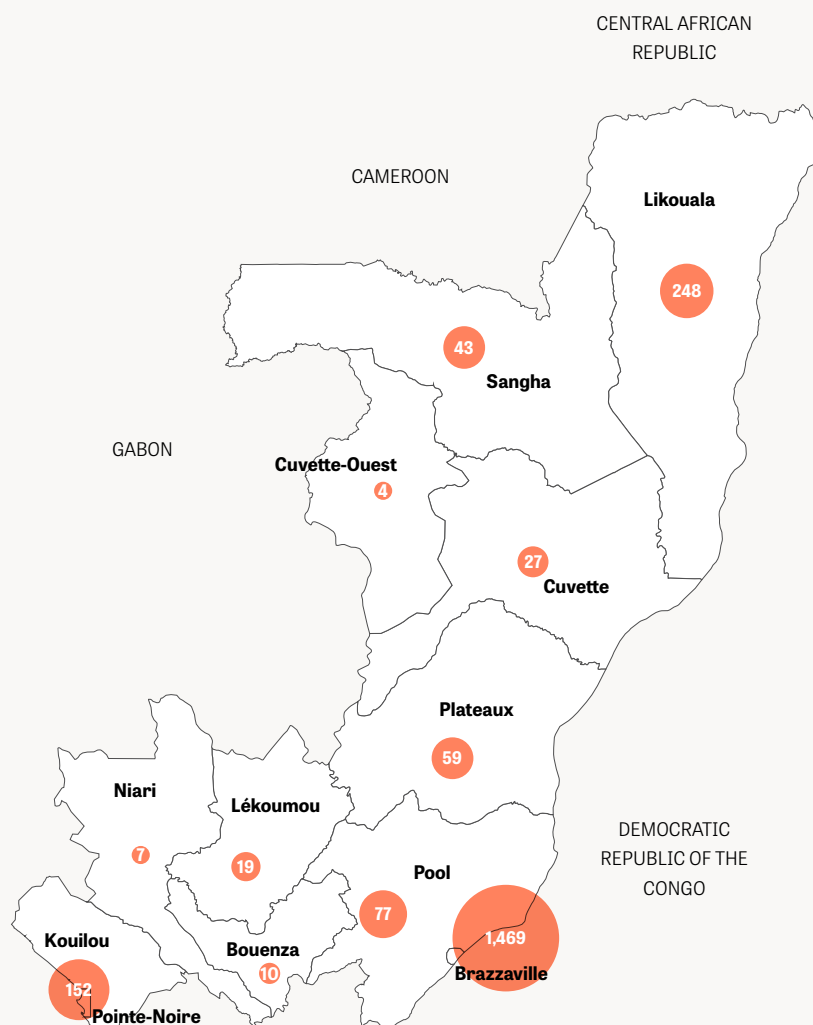 CENTRAL AFRICAN
REPUBLIC
CAMEROON
Likouala
248
43
Sangha
GABON
Cuvette-Ouest
4
27
Cuvette
Plateaux
59
Niari
Lékoumou
7
19
DEMOCRATIC
REPUBLIC OF THE
CONGO
Pool
77
1,469
Brazzaville
Kouilou
152
Pointe-Noire
Bouenza
10